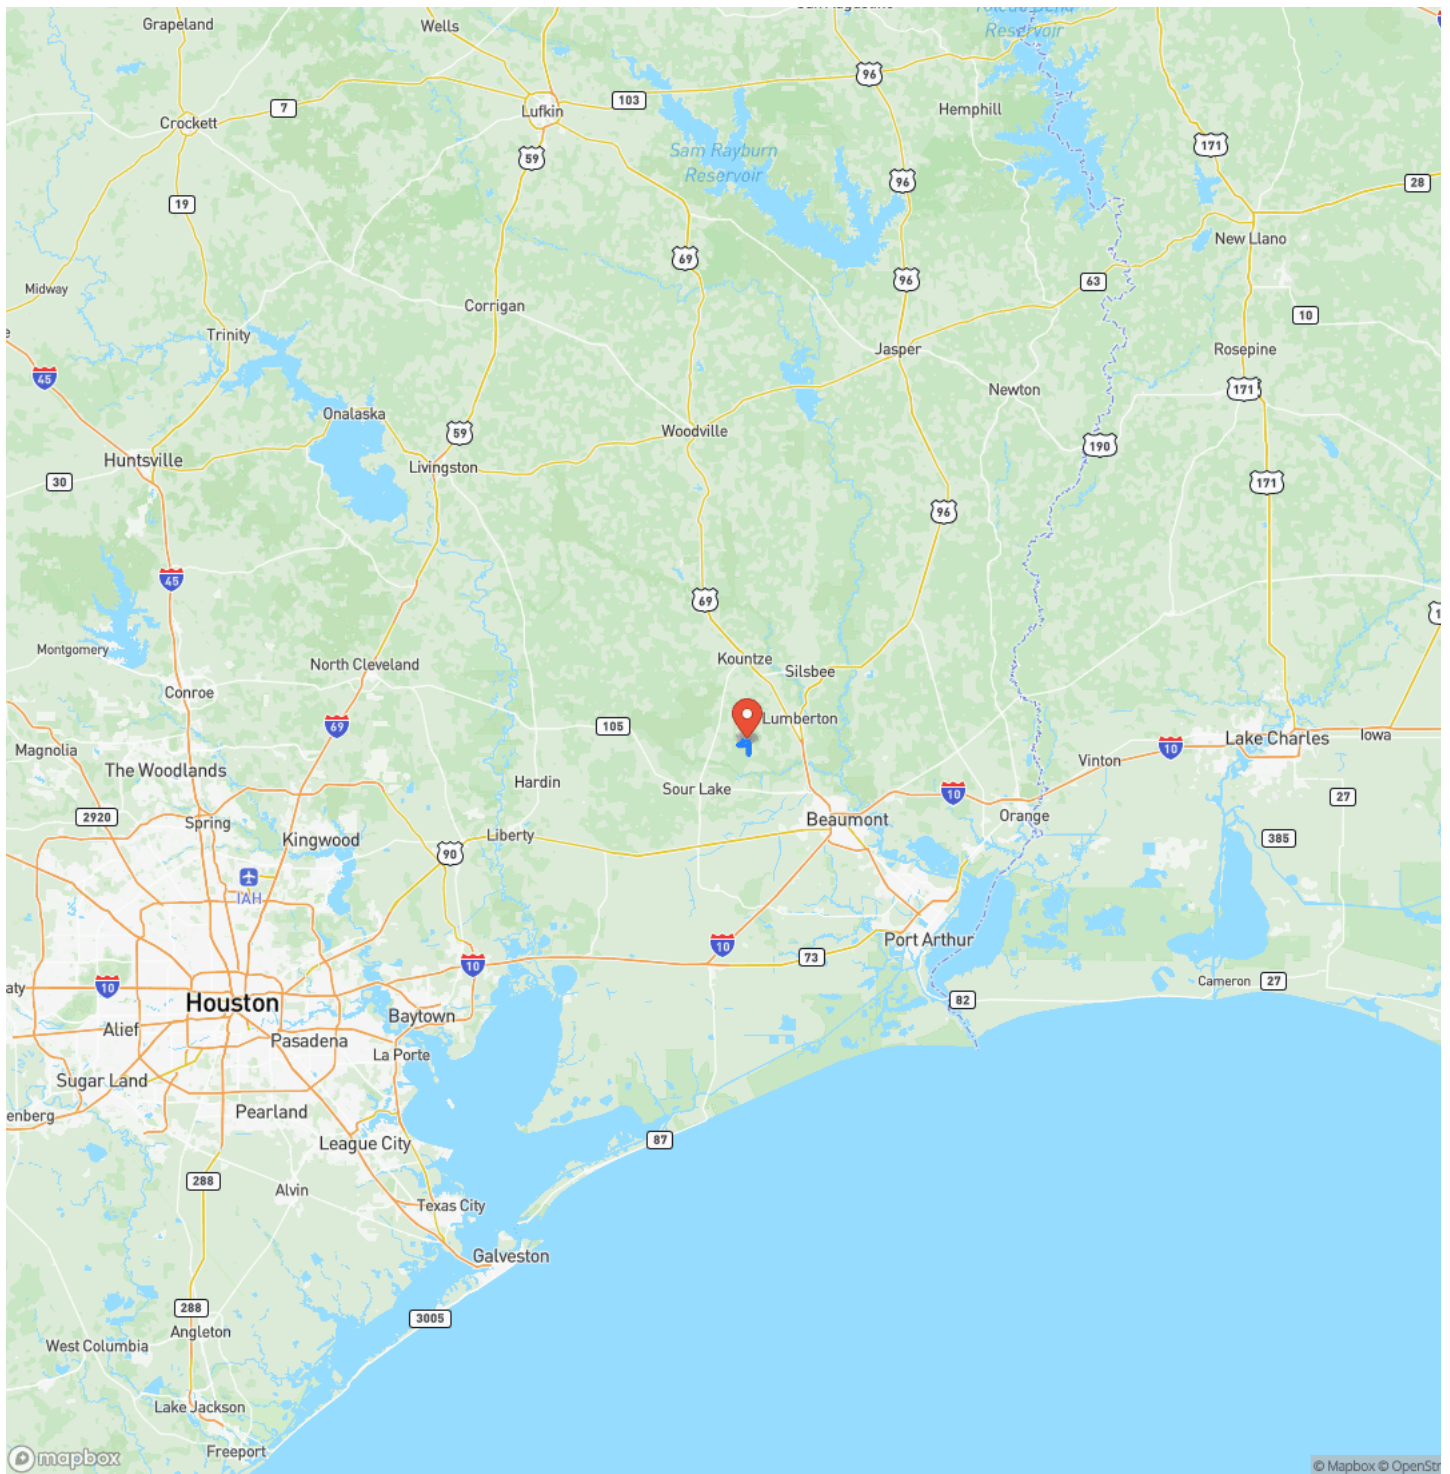 Grapeland
Wells
Reservoir
96
7
103
Hemphill
Lufkin
Crockett
171
59
Sam Rayburn
Reservoir
96
28
19
New Llano
69
96
63
Midway
Corrigan
10
Trinity
Jasper
Rosepine
45
Newton
171
Onalaska
59
Woodville
190
Huntsville
Livingston
30
171
96
45
69
Montgomery
North Cleveland
Kountze
Silsbee
Conroe
69
105
Lumberton
Magnolia
Lake Charles
Iowa
10
The Woodlands
Vinton
Hardin
Sour Lake
10
27
2920
Spring
Beaumont
Orange
Kingwood
Liberty
385
90
IAH
Port Arthur
10
73
10
Cameron
27
aty
10
Houston
82
Baytown
Alief
Pasadena
La Porte
Sugar Land
enberg
Pearland
League City
87
288
Alvin
Texas City
Galveston
288
3005
Angleton
West Columbia
Lake Jackson
Freeport
mapbox
© Mapbox © OpenStr